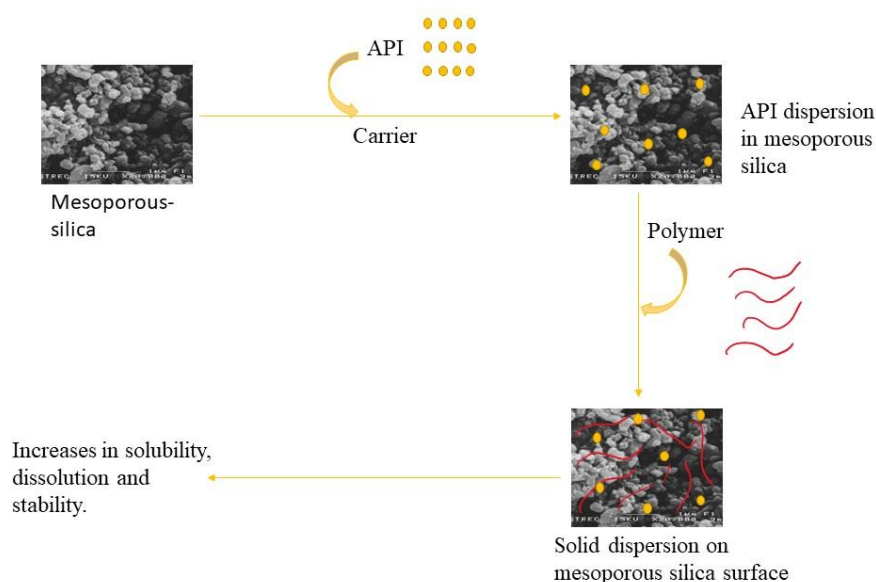 API
Carrier
Mesoporous-
silica
API dispersion
in mesoporous
silica
Polymer
Increases in solubility,
dissolution and
stability.
Solid dispersion on
mesoporous silica surface